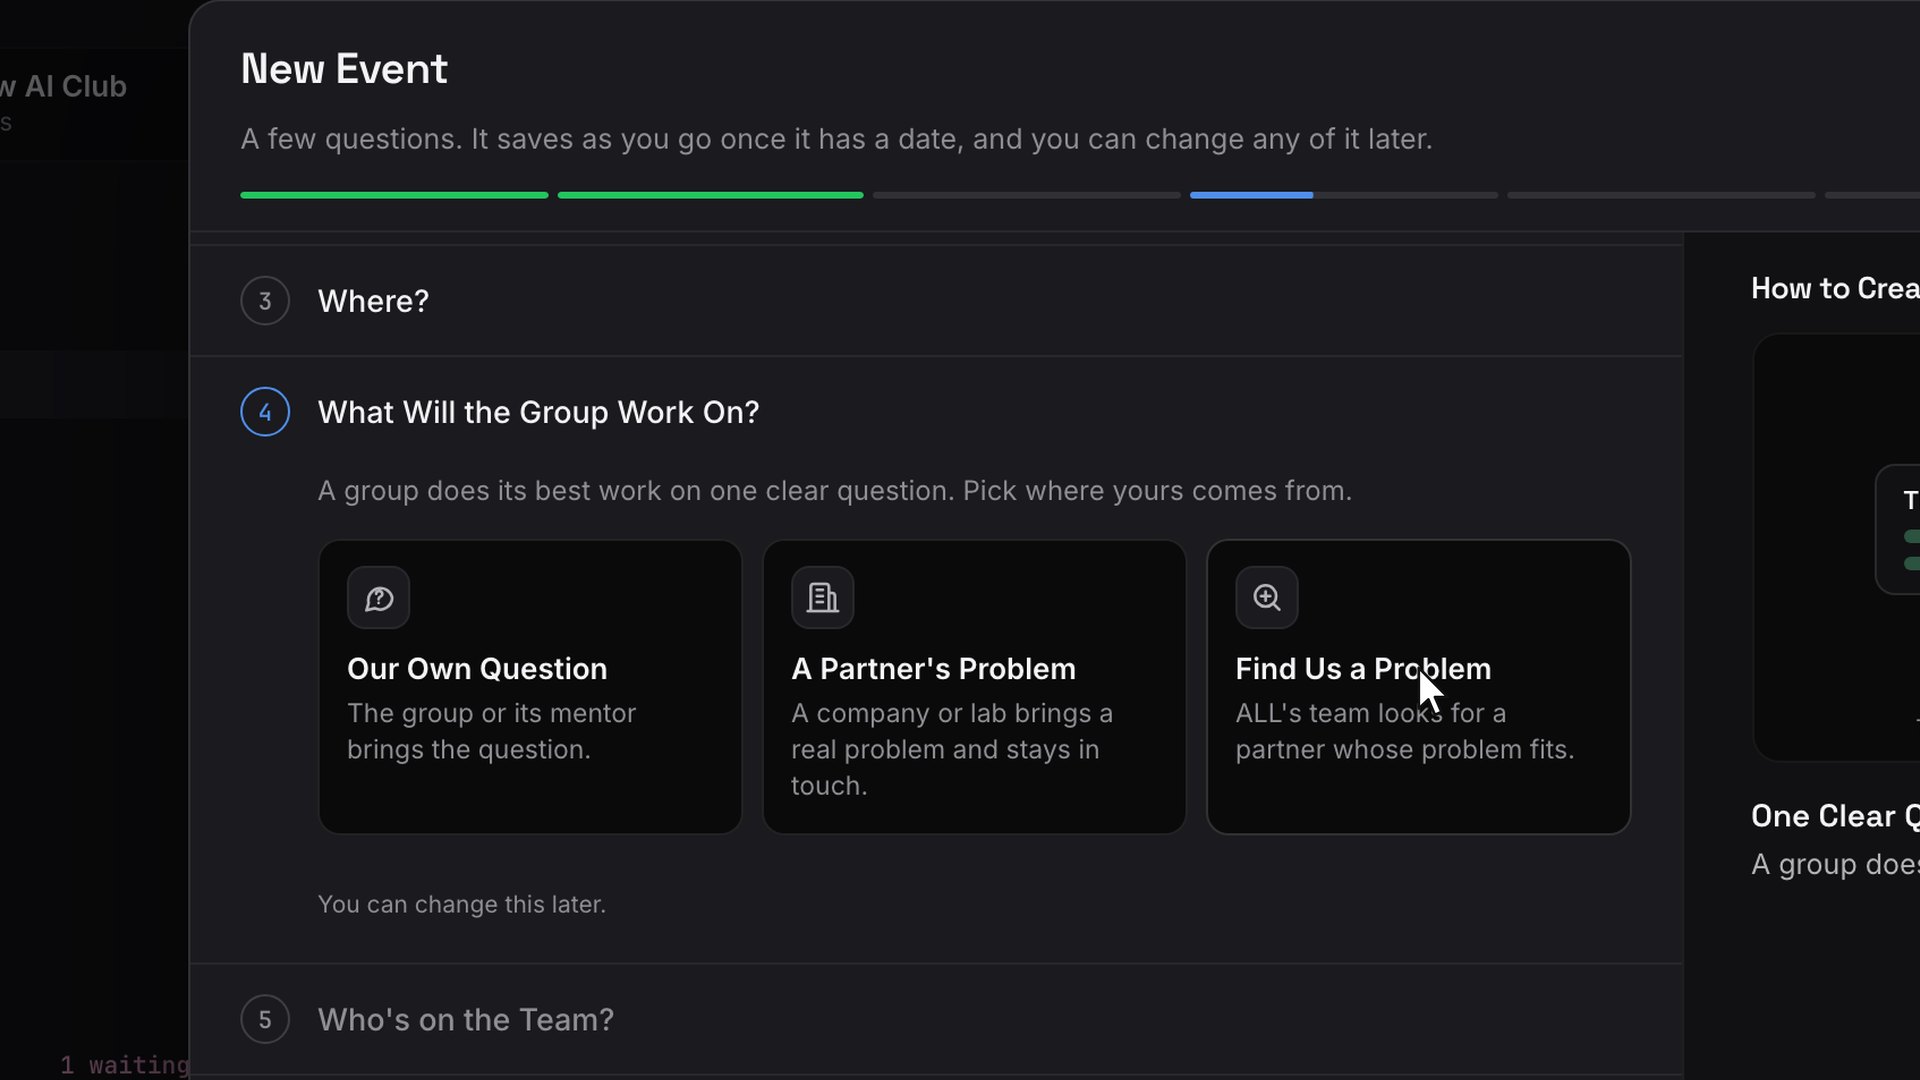 New Event
A few questions. It saves as you go once it has a date, and you can change any of it later.
AI Club
3
Where?
4
What Will the Group Work On?
A group does its best work on one clear question. Pick where yours comes from.
Our Own Question
The group or its mentor
brings the question.
A Partner's Problem
A company or lab brings a
real problem and stays in
touch.
Find Us a Problem
ALL's team looks for a
partner whose problem fits.
You can change this later.
5
Who's on the Team?
1 waiting
How to
One Clear
A group